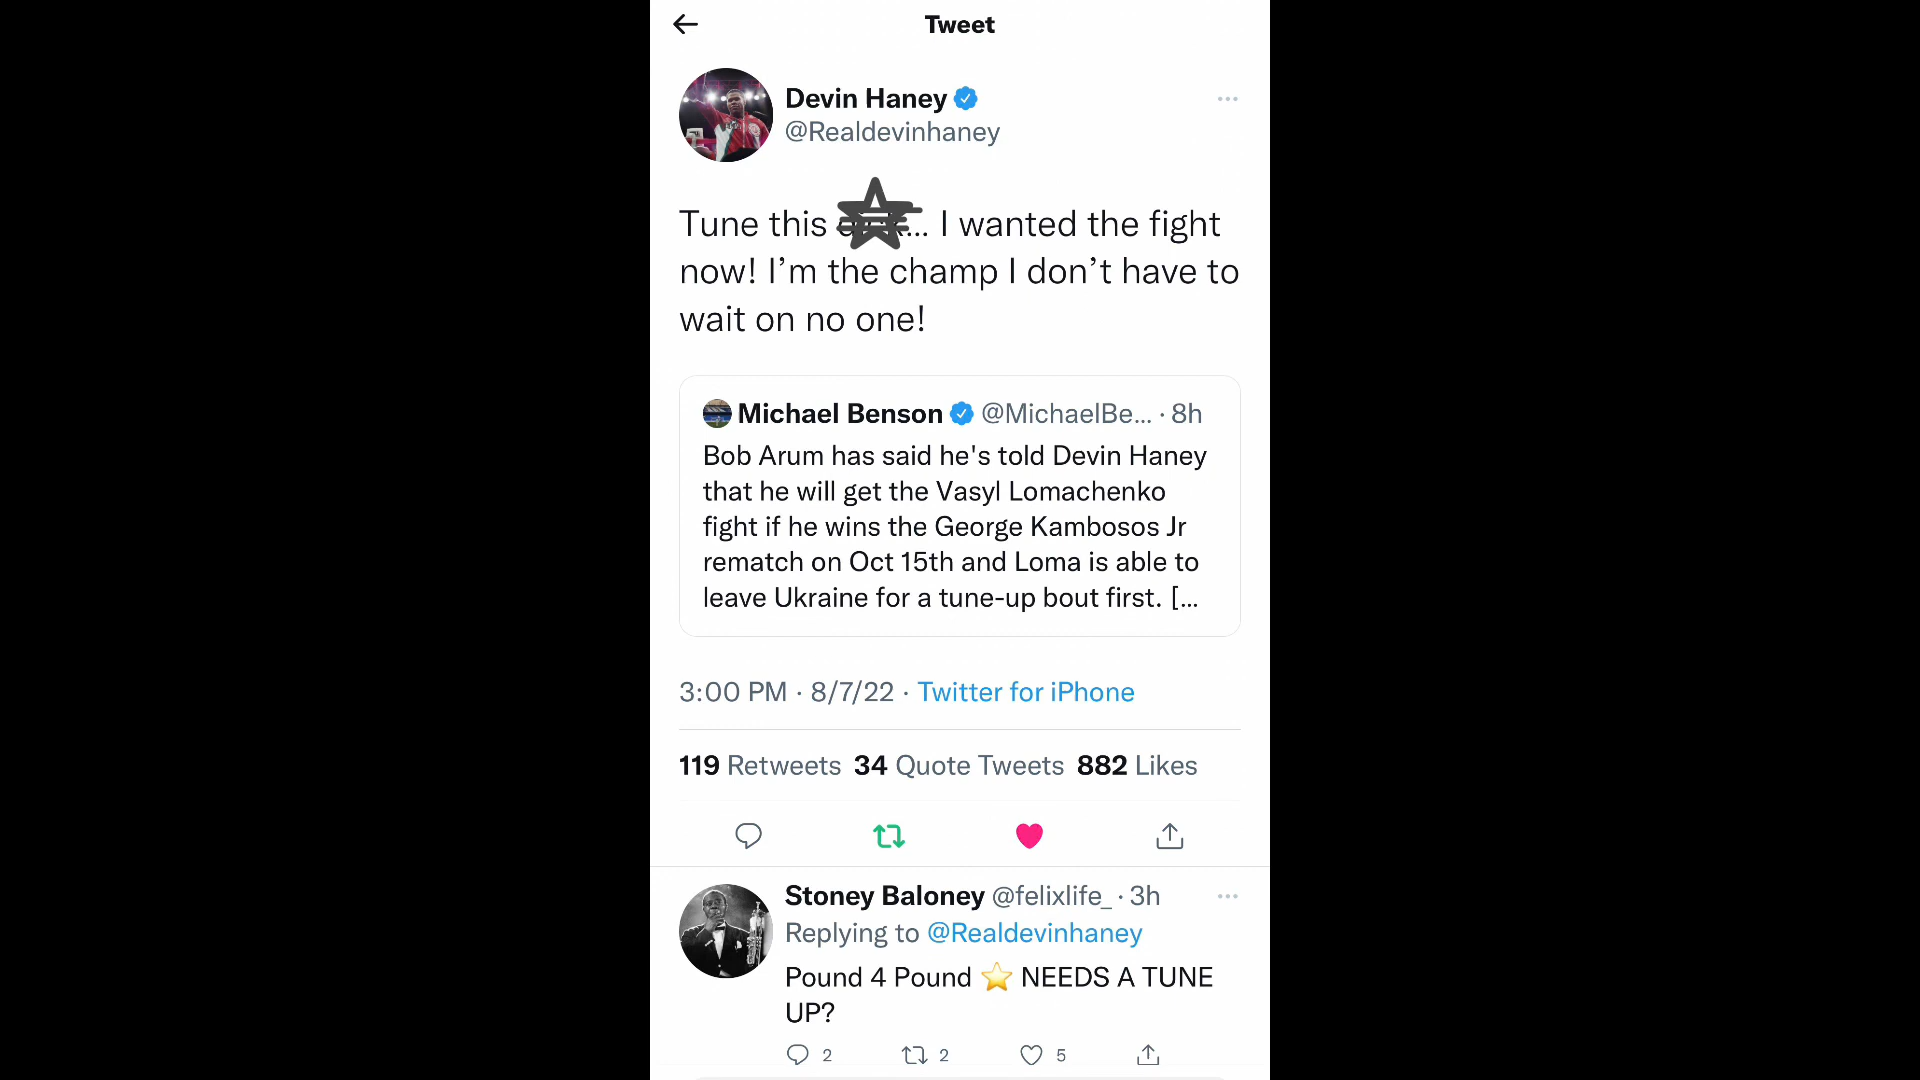 Tweet
Devin Haney
@Realdevinhaney
Tune this ... I wanted the fight
now! I’m the champ I don’t have to
wait on no one!
Michael Benson @MichaelBe... · 8h
Bob Arum has said he's told Devin Haney
that he will get the Vasyl Lomachenko
fight if he wins the George Kambosos Jr
rematch on Oct 15th and Loma is able to
leave Ukraine for a tune-up bout first. [...
3:00 PM · 8/7/22 · Twitter for iPhone
119 Retweets 34 Quote Tweets 882 Likes
Stoney Baloney @felixlife_ · 3h
Replying to @Realdevinhaney
Pound 4 Pound ⭐ NEEDS A TUNE
UP?
2 2 5